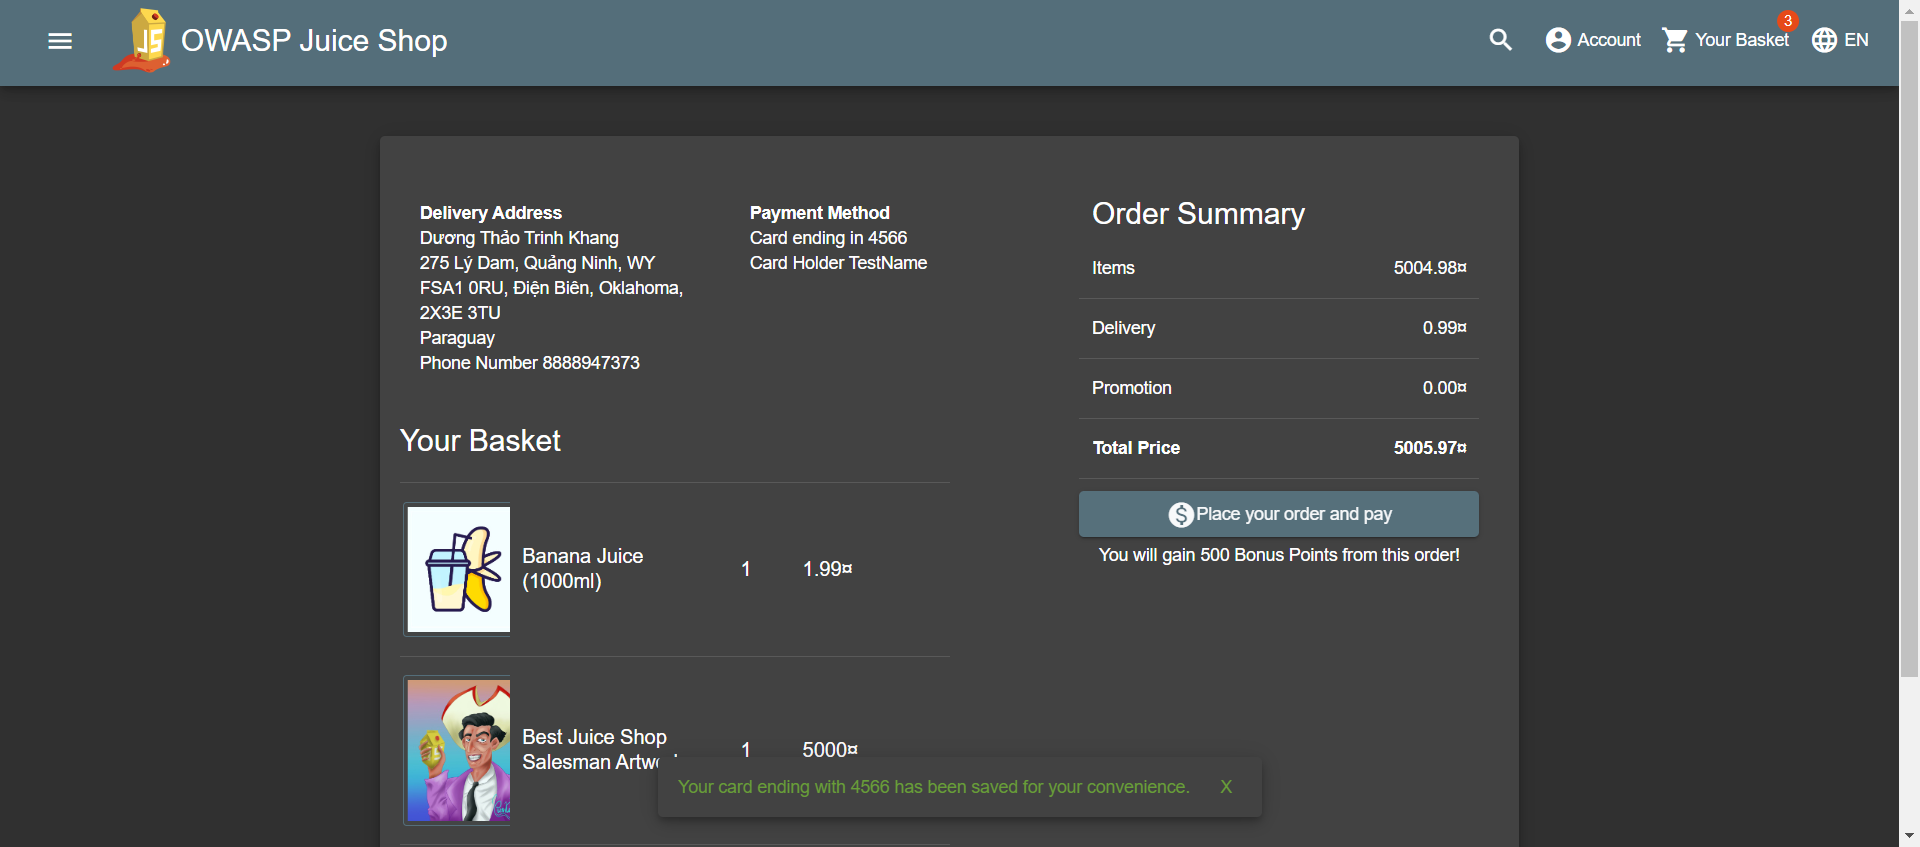 OWASP Juice Shop
Account
Your Basket
3
EN
Delivery Address
Dương Thảo Trinh Khang
275 Lý Dam, Quảng Ninh, WY
FSA1 0RU, Điện Biên, Oklahoma,
2X3E 3TU
Paraguay
Phone Number 8888947373
Payment Method
Card ending in 4566
Card Holder TestName
Order Summary
Items 5004.98¤
Delivery 0.99¤
Promotion 0.00¤
Total Price 5005.97¤
Place your order and pay
You will gain 500 Bonus Points from this order!
Your Basket
Banana Juice
(1000ml)
1 1.99¤
Best Juice Shop
Salesman
1 5000¤
Your card ending with 4566 has been saved for your convenience. X